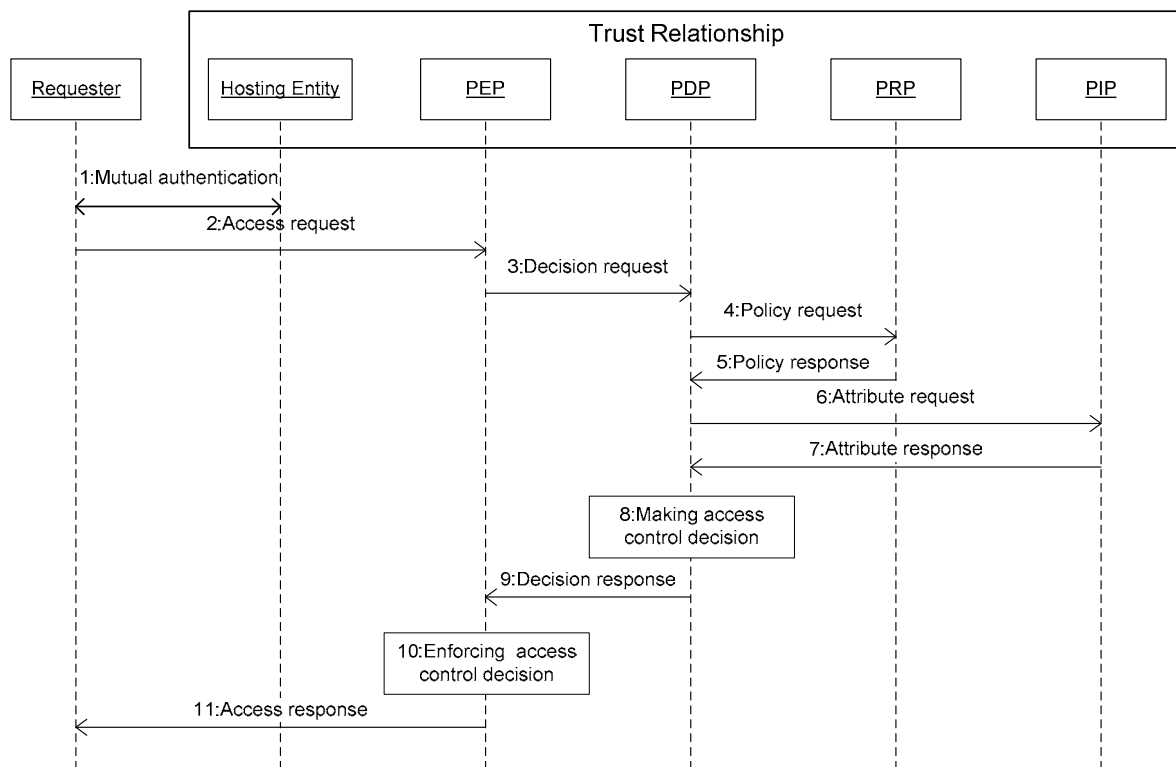 Trust Relationship
Requester
Hosting Entity
PEP
PDP
PRP
PIP
1:Mutual authentication
2:Access request
3:Decision request
4:Policy request
5:Policy response
6:Attribute request
7:Attribute response
8:Making access
control decision
9:Decision response
10:Enforcing access
control decision
11:Access response